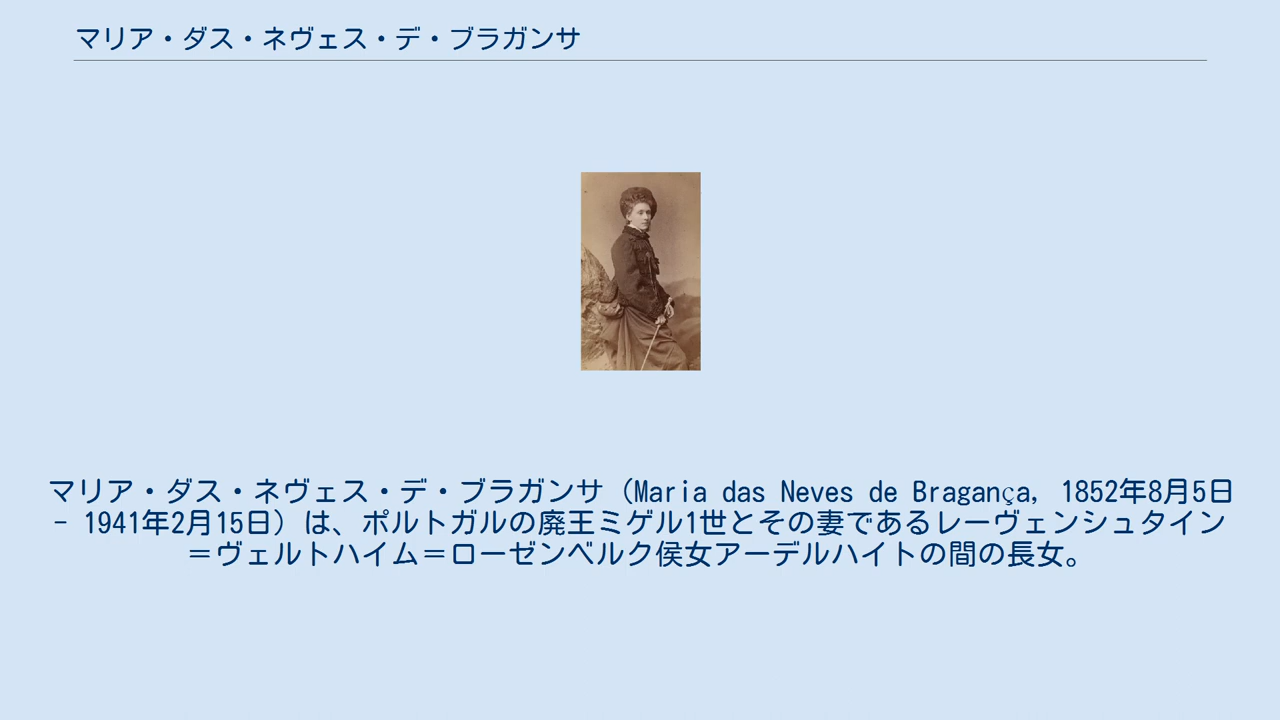 マリア・ダス・ネヴェス・デ・ブラガンサ
マリア・ダス・ネヴェス・デ・ブラガンサ（Maria das Neves de Bragança, 1852年8月5日
- 1941年2月15日）は、ポルトガルの廃王ミゲル1世とその妻であるレーヴェンシュタイン
＝ヴェルトハイム＝ローゼンベルク侯女アーデルハイトの間の長女。